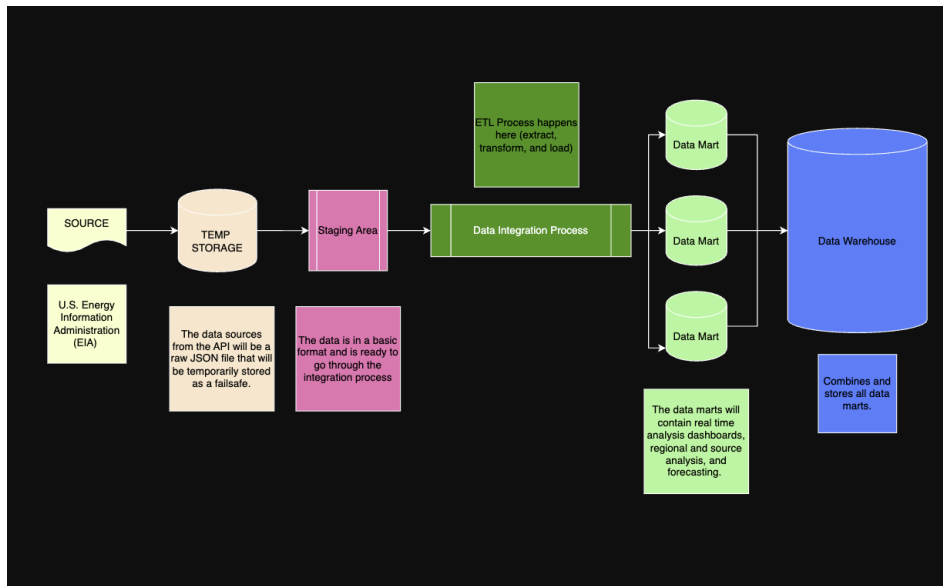 ETL Process happens
here (extract,
transform, and load)
Data Mart
SOURCE
TEMP
STORAGE
Staging Area
Data Integration Process
Data Mart
Data Warehouse
U.S. Energy
Information
Administration
(EIA)
The data sources
from the API will be a
raw JSON file that will
be temporarily stored
as a failsafe.
The data is in a basic
format and is ready to
go through the
integration process
Data Mart
The data marts will
contain real time
analysis dashboards,
regional and source
analysis, and
forecasting.
Combines and
stores all data
marts.